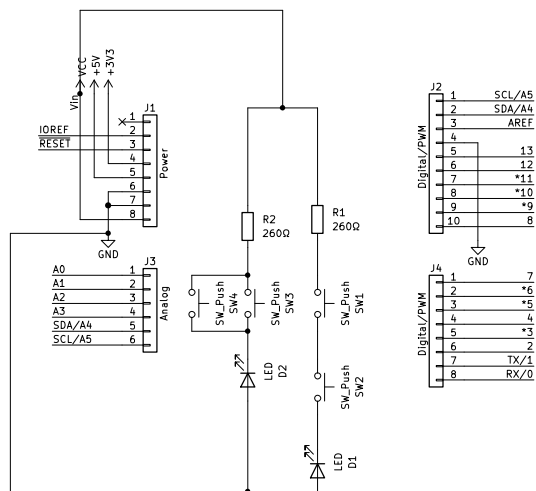 Vin
VCC
+5V
+3V3
J1
1
IOREF 2
RESET 3
4
5
6
7
8
Power
GND
J3
A0 1
A1 2
A2 3
A3 4
SDA/A4 5
SCL/A5 6
Analog
R2
260Ω
R1
260Ω
SW_Push
SW4
SW_Push
SW3
SW_Push
SW1
SW_Push
SW2
LED
D2
LED
D1
J2
1 SCL/A5
2 SDA/A4
3 AREF
4
5 13
6 12
7 *11
8 *10
9 *9
10 8
Digital/PWM
GND
J4
1 7
2 *6
3 *5
4 4
5 *3
6 2
7 TX/1
8 RX/0
Digital/PWM